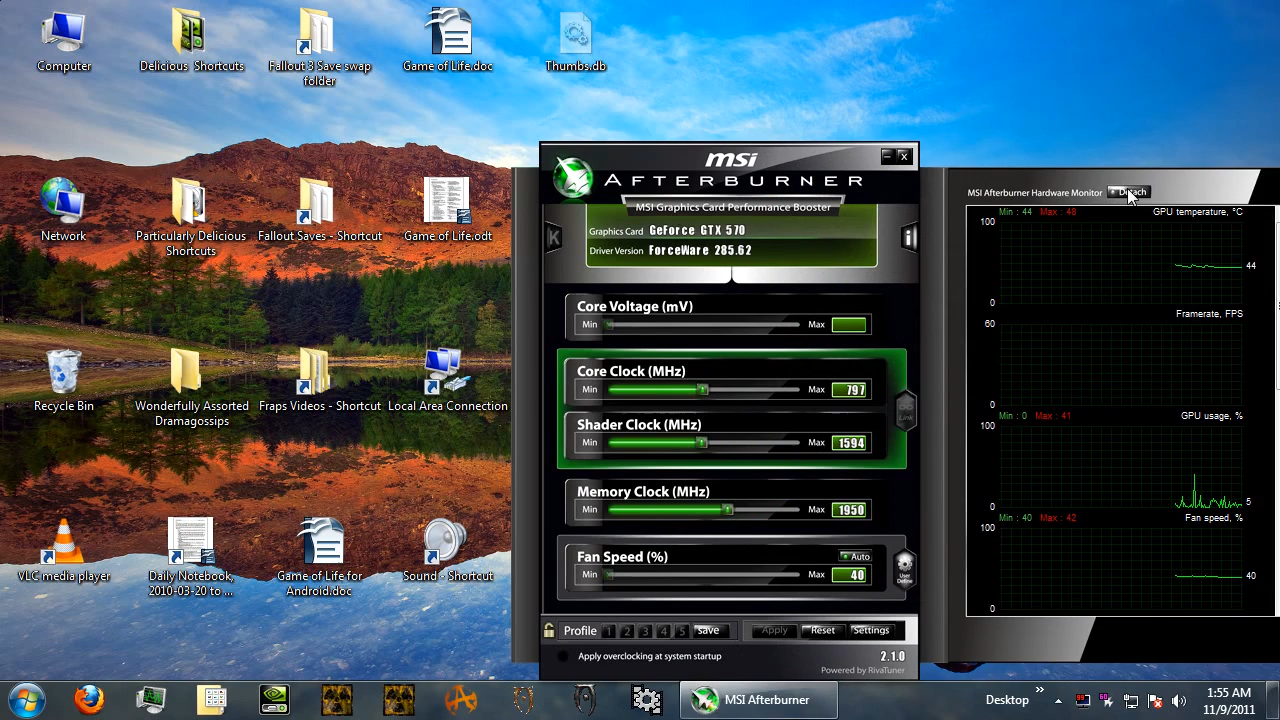 Computer
Delicious Shortcuts
Fallout 3 Save swap
folder
Game of Life.doc
Thumbs.db
Network
Particularly Delicious
Shortcuts
Fallout Saves - Shortcut
Game of Life.odt
Recycle Bin
Wonderfully Assorted
Dramagossips
Fraps Videos - Shortcut
Local Area Connection
VLC media player
Daily Notebook,
2010-03-20 to ...
Game of Life for
Android.doc
Sound - Shortcut
msi
AFTERBURNER
MSI Graphics Card Performance Booster
K
i
Graphics Card GeForce GTX 570
Driver Version ForceWare 285.62
Core Voltage (mV)
Min Max
Core Clock (MHz)
Min Max 797
Shader Clock (MHz)
Min Max 1594
Link
Memory Clock (MHz)
Min Max 1950
Fan Speed (%)
Auto
Min Max 40
User
Define
Profile 1 2 3 4 5 save
Apply Reset Settings
Apply overclocking at system startup
2.1.0
Powered by RivaTuner
MSI Afterburner Hardware Monitor
Min : 44 Max : 48 GPU temperature, °C
100
44
0
Framerate, FPS
60
0
Min : 0 Max : 41 GPU usage, %
100
5
0
Min : 40 Max : 42 Fan speed, %
100
40
0
MSI Afterburner
Desktop
99
60
1:55 AM
11/9/2011